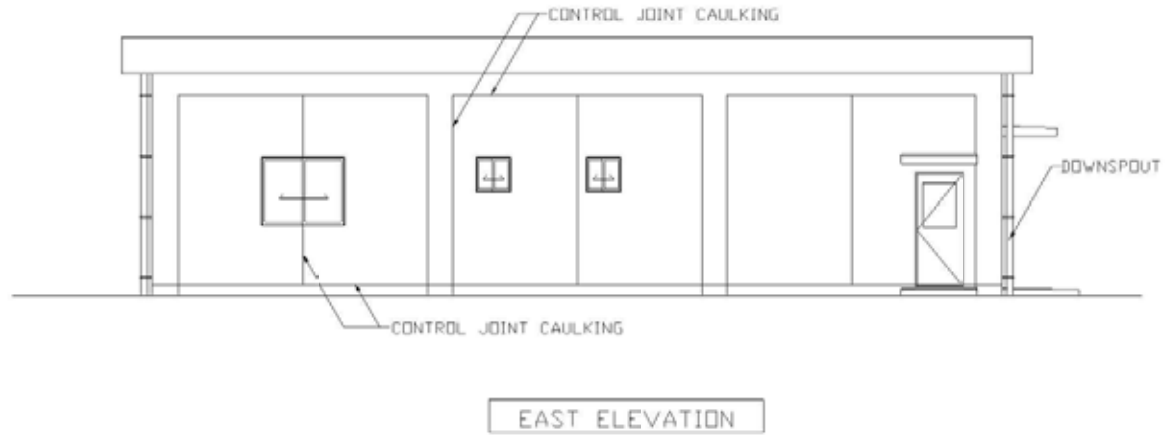 CONTROL JOINT CAULKING
DOWNSPOUT
CONTROL JOINT CAULKING
EAST ELEVATION